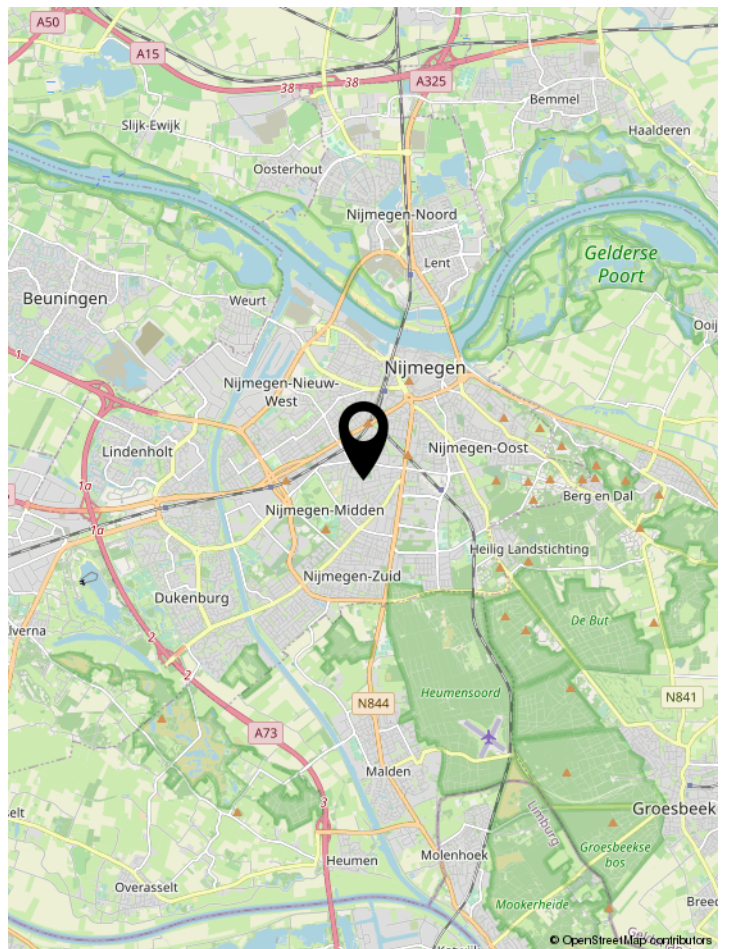 A50
A15
A325
38
38
Bemmel
Slijk-Ewijk
Haalderen
Oosterhout
Nijmegen-Noord
Gelderse
Poort
Lent
Beuningen
Weurt
Ooij
1
Nijmegen
Nijmegen-Nieuw-
West
Lindenholt
Nijmegen-Oost
1a
Berg en Dal
Nijmegen-Midden
1a
Heilig Landstichting
Nijmegen-Zuid
Dukenburg
De But
lverna
2
2
Heumensoord
N841
N844
A73
Malden
3
Groesbeek
Limburg
Groesbeekse
bos
Molenhoek
Heumen
Overasselt
Mookerheide
© OpenStreetMap contributors